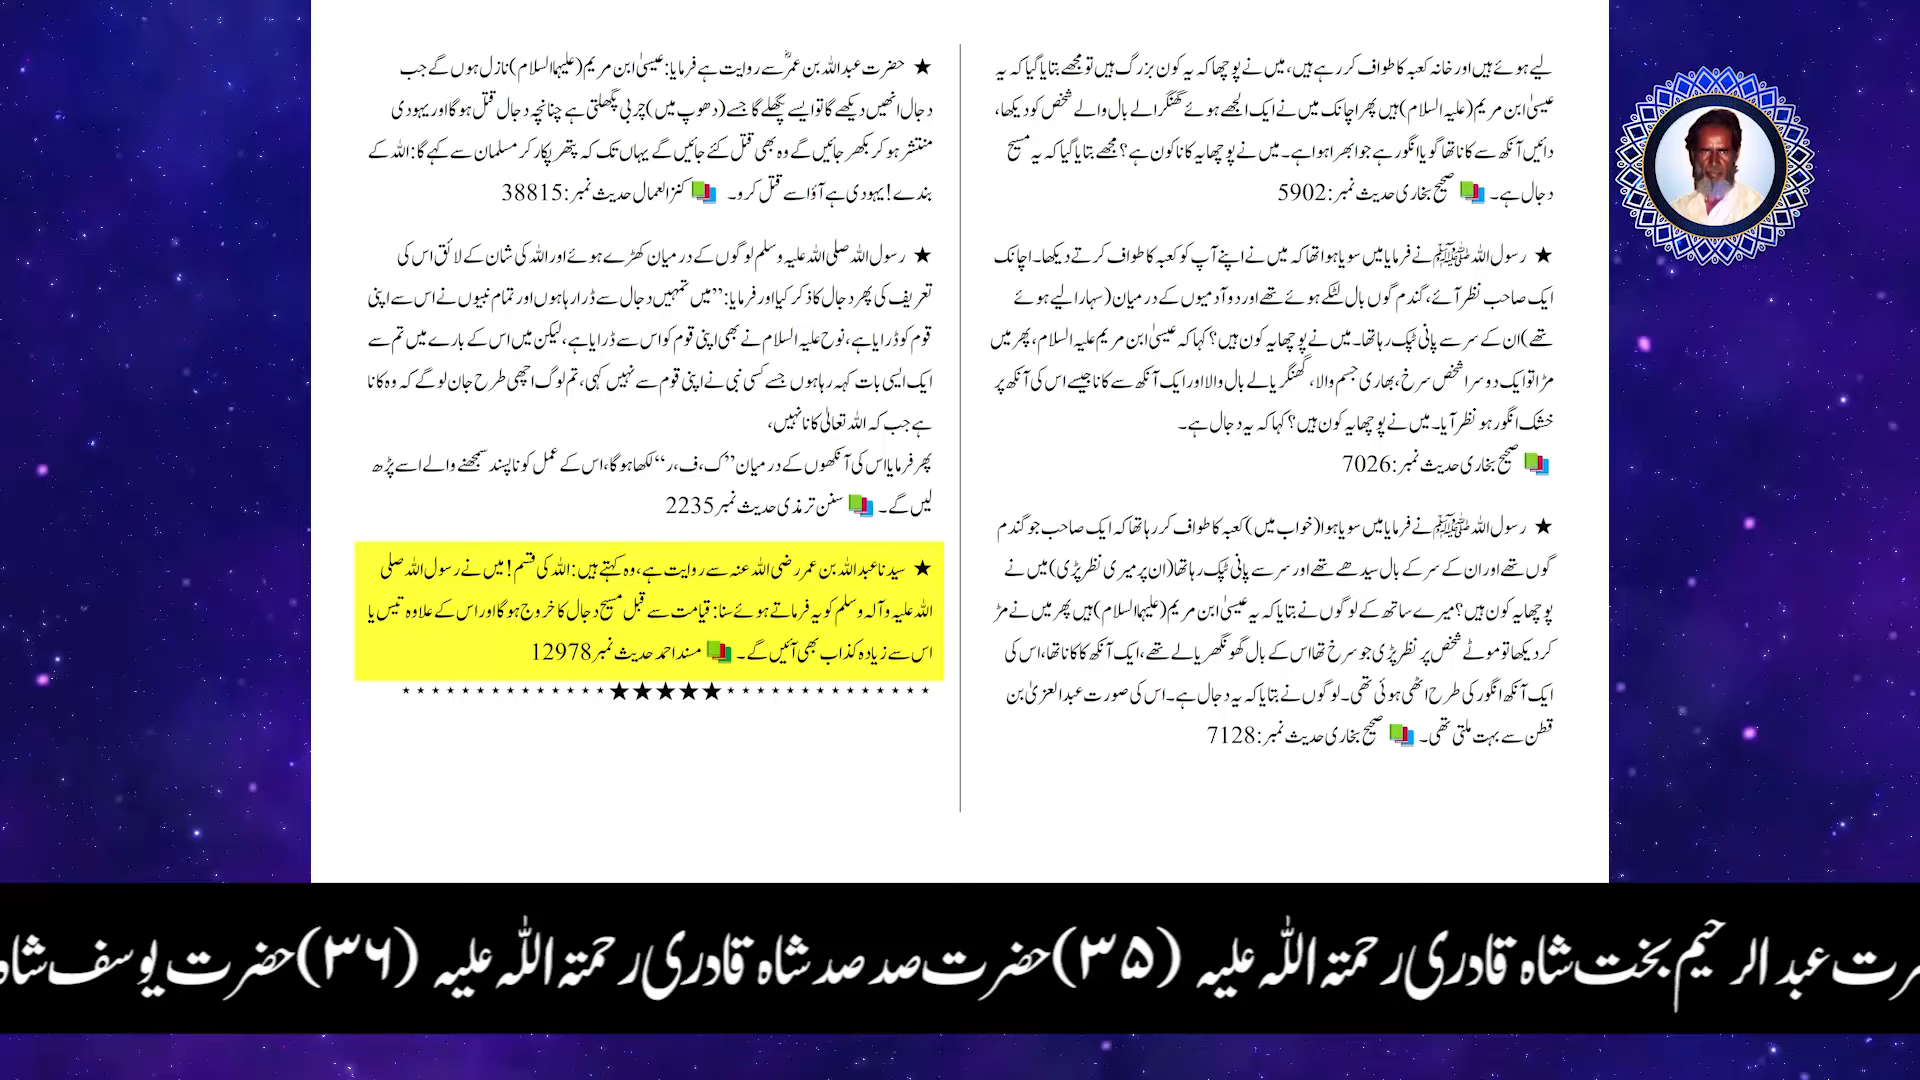 لیے ہوئے ہیں اور خانہ کعبہ کا طواف کر رہے ہیں، میں نے پوچھا کہ یہ کون بزرگ ہیں تو مجھے بتایا گیا کہ یہ
عیسیٰ ابن مریم (علیہ السلام) ہیں پھر اچانک میں نے ایک الجھے ہوئے گھنگرالے بال والے شخص کو دیکھا،
دائیں آنکھ سے کانا تھا گویا انگور ہے جو ابھرا ہوا ہے۔ میں نے پوچھا یہ کانا کون ہے؟ مجھے بتایا گیا کہ یہ مسیح
دجال ہے۔ صحیح بخاری حدیث نمبر: 5902
★ رسول اللہ ﷺ نے فرمایا میں سویا ہوا تھا کہ میں نے اپنے آپ کو کعبہ کا طواف کرتے دیکھا۔ اچانک
ایک صاحب نظر آئے، گندم گوں بال لٹکے ہوئے تھے اور دو آدمیوں کے درمیان (سہارا لیے ہوئے
تھے) ان کے سر سے پانی ٹپک رہا تھا۔ میں نے پوچھا یہ کون ہیں؟ کہا کہ عیسیٰ ابن مریم علیہ السلام، پھر میں
مڑا تو ایک دوسرا شخص سرخ، بھاری جسم والا، گھنگریالے بال والا اور ایک آنکھ سے کانا جیسے اس کی آنکھ پر
خشک انگور ہو نظر آیا۔ میں نے پوچھا یہ کون ہیں؟ کہا کہ یہ دجال ہے۔
صحیح بخاری حدیث نمبر: 7026
★ رسول اللہ ﷺ نے فرمایا میں سویا ہوا (خواب میں) کعبہ کا طواف کر رہا تھا کہ ایک صاحب جو گندم
گوں تھے اور ان کے سر کے بال سیدھے تھے اور سر سے پانی ٹپک رہا تھا (ان پر میری نظر پڑی) میں نے
پوچھا یہ کون ہیں؟ میرے ساتھ کے لوگوں نے بتایا کہ یہ عیسیٰ ابن مریم (علیہما السلام) ہیں پھر میں نے مڑ
کر دیکھا تو موٹے شخص پر نظر پڑی جو سرخ تھا اس کے بال گھونگھریالے تھے، ایک آنکھ کا کانا تھا، اس کی
ایک آنکھ انگور کی طرح اٹھی ہوئی تھی۔ لوگوں نے بتایا کہ یہ دجال ہے۔ اس کی صورت عبد العزیٰ بن
قطن سے بہت ملتی تھی۔ صحیح بخاری حدیث نمبر: 7128
★ حضرت عبداللہ بن عمرؓ سے روایت ہے فرمایا: عیسیٰ ابن مریم (علیہما السلام) نازل ہوں گے جب
دجال انھیں دیکھے گا تو ایسے پگھلے گا جسے (دھوپ میں) چربی پگھلتی ہے چنانچہ دجال قتل ہوگا اور یہودی
منتشر ہو کر بکھر جائیں گے وہ بھی قتل کئے جائیں گے یہاں تک کہ پتھر پکار کر مسلمان سے کہے گا: اللہ کے
بندے! یہودی ہے آؤ اسے قتل کرو۔ کنز العمال حدیث نمبر: 38815
★ رسول اللہ صلی اللہ علیہ وسلم لوگوں کے درمیان کھڑے ہوئے اور اللہ کی شان کے لائق اس کی
تعریف کی پھر دجال کا ذکر کیا اور فرمایا: ”میں تمہیں دجال سے ڈرا رہا ہوں اور تمام نبیوں نے اس سے اپنی
قوم کو ڈرایا ہے، نوح علیہ السلام نے بھی اپنی قوم کو اس سے ڈرایا ہے، لیکن میں اس کے بارے میں تم سے
ایک ایسی بات کہہ رہا ہوں جسے کسی نبی نے اپنی قوم سے نہیں کہی، تم لوگ اچھی طرح جان لو گے کہ وہ کانا
ہے جب کہ اللہ تعالیٰ کانا نہیں،
پھر فرمایا اس کی آنکھوں کے درمیان ”ک، ف، ر“ لکھا ہوگا، اس کے عمل کو ناپسند سمجھنے والے اسے پڑھ
لیں گے۔ سنن ترمذی حدیث نمبر 2235
★ سیدنا عبداللہ بن عمر رضی اللہ عنہ سے روایت ہے، وہ کہتے ہیں: اللہ کی قسم! میں نے رسول اللہ صلی
اللہ علیہ وآلہ وسلم کو یہ فرماتے ہوئے سنا: قیامت سے قبل مسیح دجال کا خروج ہوگا اور اس کے علاوہ تیس یا
اس سے زیادہ کذاب بھی آئیں گے۔ مسند احمد حدیث نمبر 12978
رت عبد الرحیم بخت شاہ قادری رحمتہ اللہ علیہ (۳۵) حضرت صد صد شاہ قادری رحمتہ اللہ علیہ (۳۶) حضرت یوسف شاہ